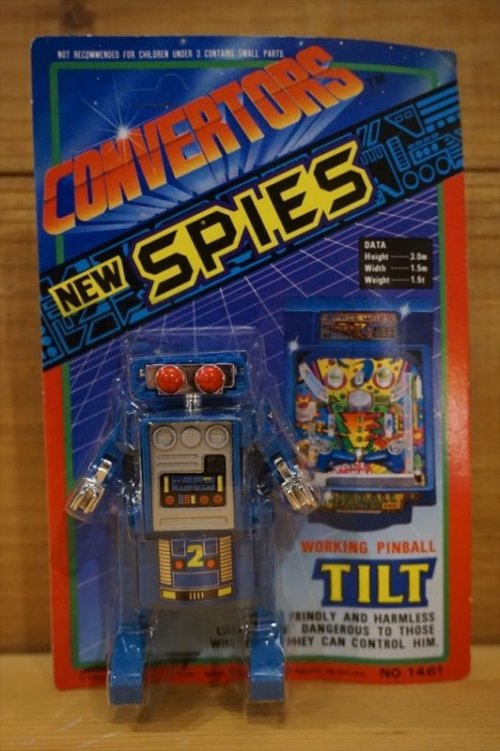 NOT RECOMMENDED FOR CHILDREN UNDER 3 CONTAINS SMALL PARTS
CONVERTORS TM
NEW SPIES
DATA
Height ······ 3.0m
Width ······ 1.5m
Weight ······ 1.5t
2
WORKING PINBALL
TILT
FRINDLY AND HARMLESS
DANGEROUS TO THOSE
THEY CAN CONTROL HIM.
NO 1461